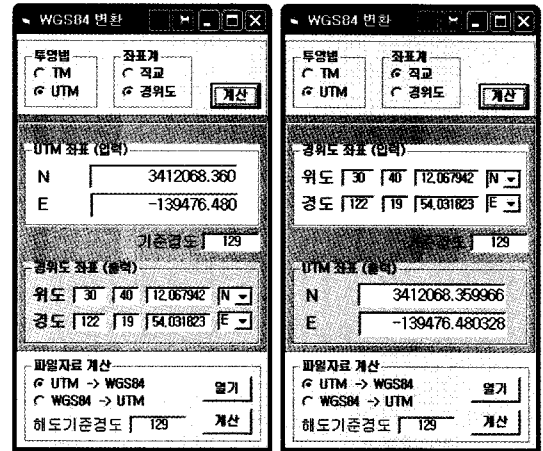 WGS84 변환
투영법
TM
UTM
좌표계
직교
경위도
계산
UTM 좌표 (입력)
N 3412068.360
E -139476.480
기준경도 129
경위도 좌표 (출력)
위도 30 40 12.067942 N
경도 122 19 54.031823 E
파일자료 계산
UTM -> WGS84
WGS84 -> UTM
열기
해도기준경도 129
계산
WGS84 변환
투영법
TM
UTM
좌표계
직교
경위도
계산
경위도 좌표 (입력)
위도 30 40 12.067942 N
경도 122 19 54.031823 E
기준경도 129
UTM 좌표 (출력)
N 3412068.359966
E -139476.480328
파일자료 계산
UTM -> WGS84
WGS84 -> UTM
열기
해도기준경도 129
계산